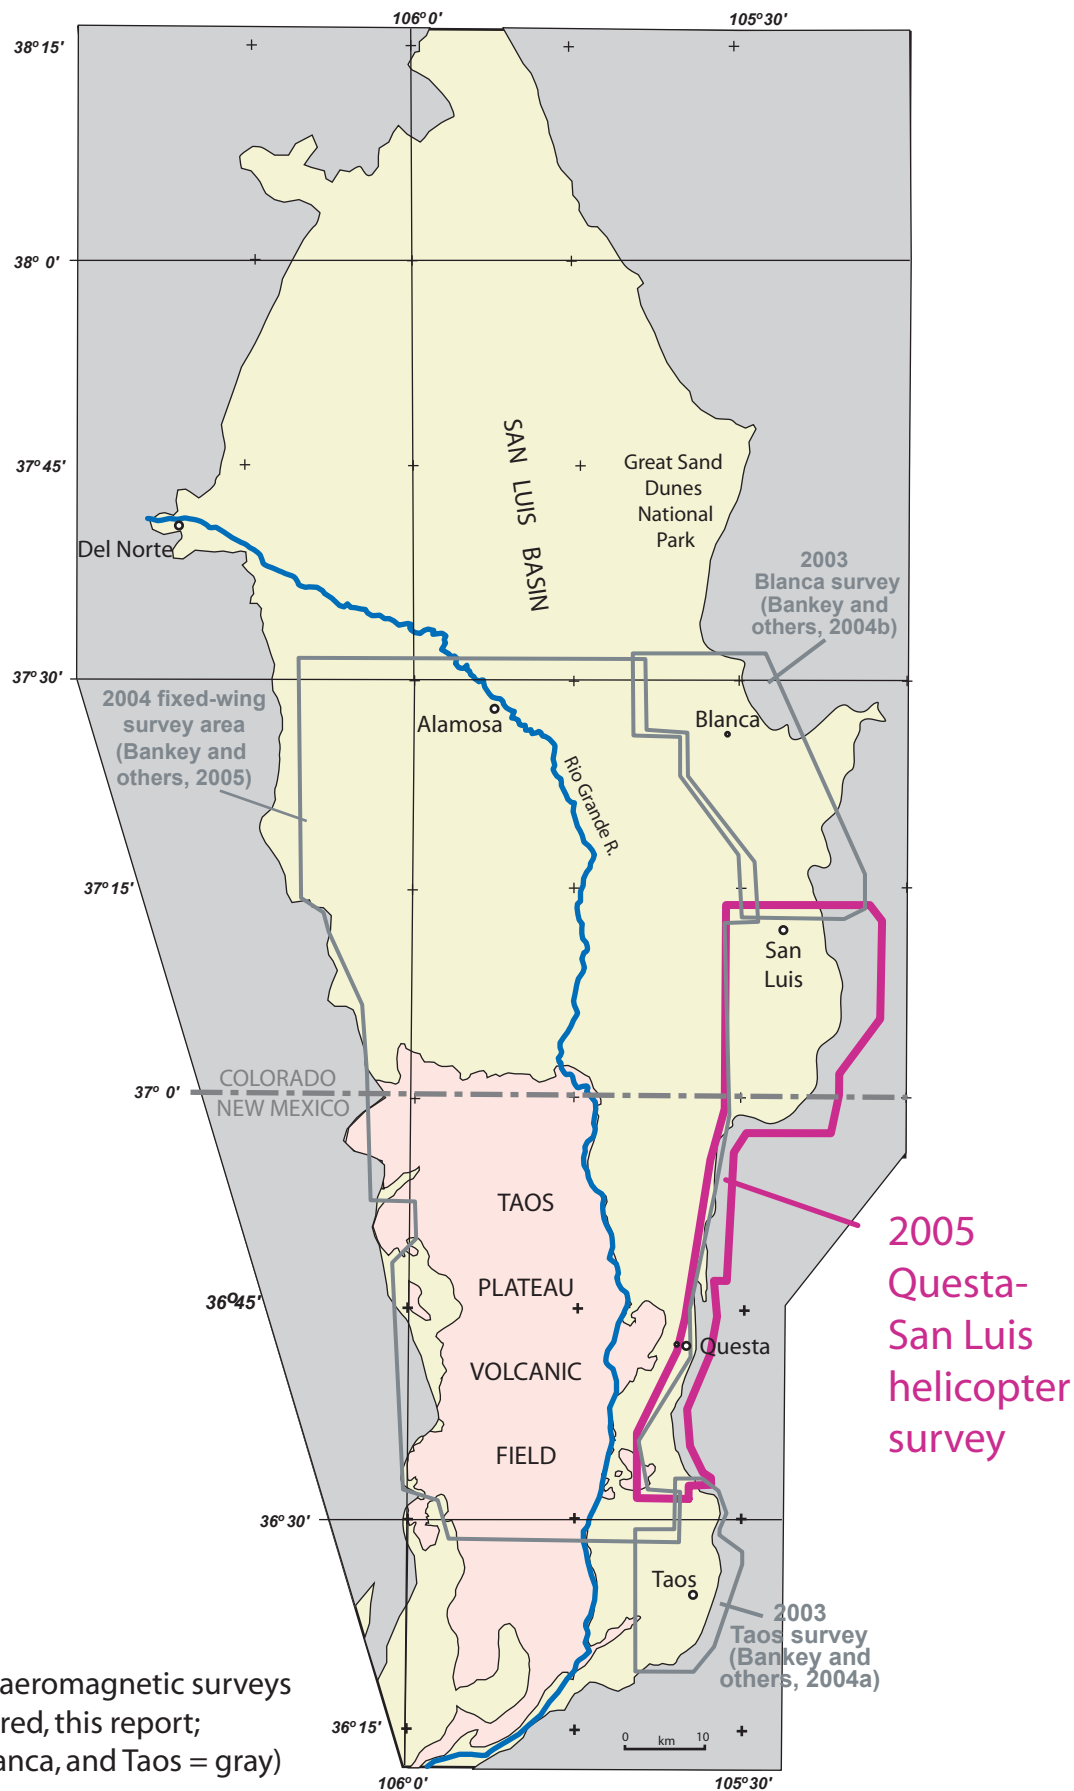 106° 0'
105° 30'
38° 15'
38° 0'
37° 45'
SAN LUIS BASIN
Great Sand
Dunes
National
Park
Del Norte
2003
Blanca survey
(Bankey and
others, 2004b)
37° 30'
2004 fixed-wing
survey area
(Bankey and
others, 2005)
Alamosa
Blanca
Rio Grande R.
37° 15'
San
Luis
COLORADO
37° 0'
NEW MEXICO
TAOS
PLATEAU
VOLCANIC
FIELD
2005
Questa-
San Luis
helicopter
survey
36° 45'
Questa
36° 30'
Taos
2003
Taos survey
(Bankey and
others, 2004a)
aeromagnetic surveys
red, this report;
anca, and Taos = gray)
36° 15'
0 km 10
106° 0'
105° 30'